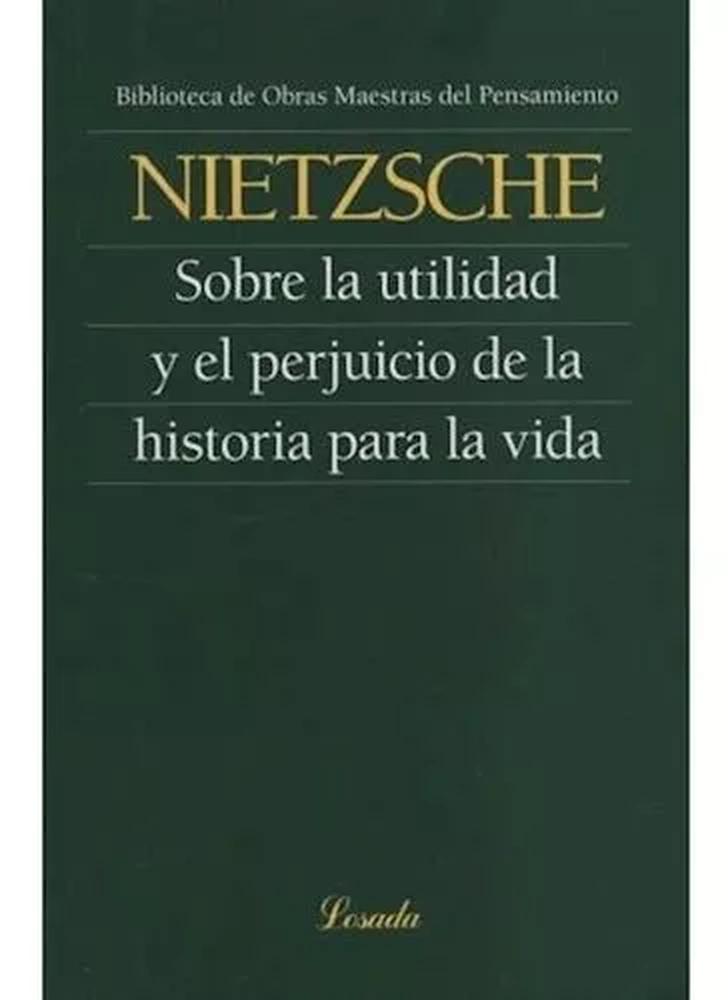 Biblioteca de Obras Maestras del Pensamiento
NIETZSCHE
Sobre la utilidad
y el perjuicio de la
historia para la vida
Losada